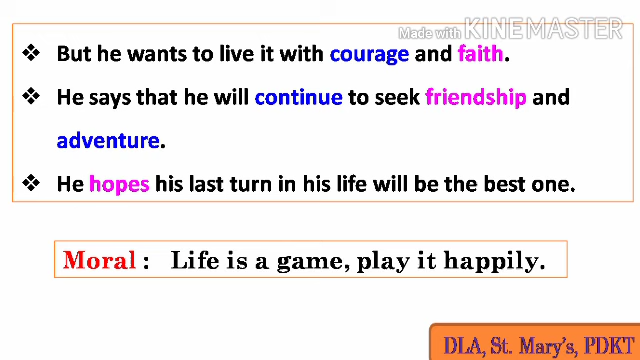 Made with KINEMASTER
❖ But he wants to live it with courage and faith.
❖ He says that he will continue to seek friendship and
adventure.
❖ He hopes his last turn in his life will be the best one.
Moral : Life is a game, play it happily.
DLA, St. Mary's, PDKT